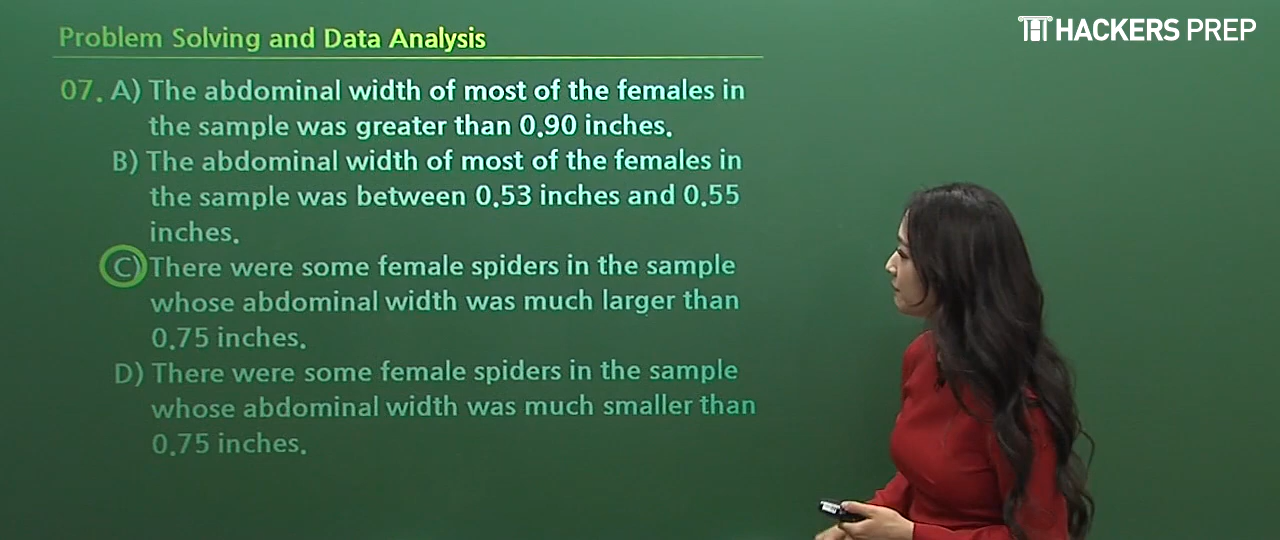 Problem Solving and Data Analysis
HACKERS PREP
07. A) The abdominal width of most of the females in
the sample was greater than 0.90 inches.
B) The abdominal width of most of the females in
the sample was between 0.53 inches and 0.55
inches.
C) There were some female spiders in the sample
whose abdominal width was much larger than
0.75 inches.
D) There were some female spiders in the sample
whose abdominal width was much smaller than
0.75 inches.